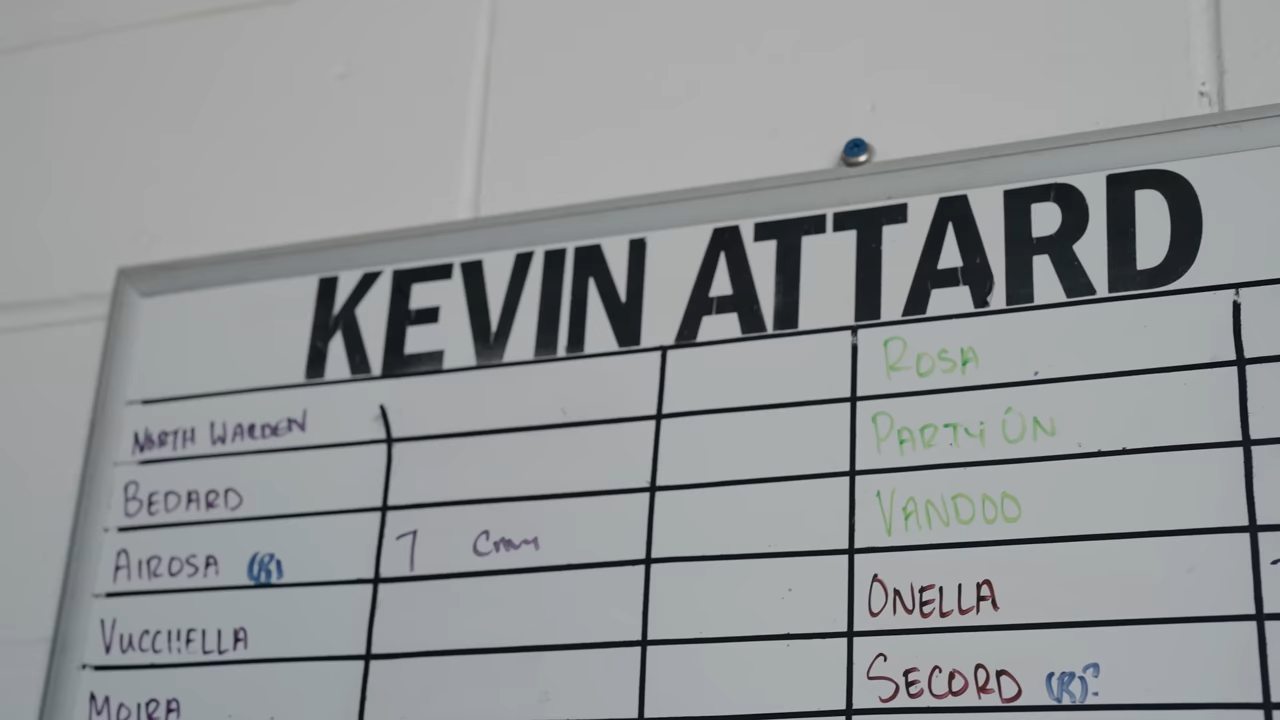 KEVIN ATTARD
NORTH WARDEN
BEDARD
AIROSA (R) 7
VUCCHELLA
MOIRA
ROSA
PARTY ON
VANDOO
ONELLA
SECORD (R)?